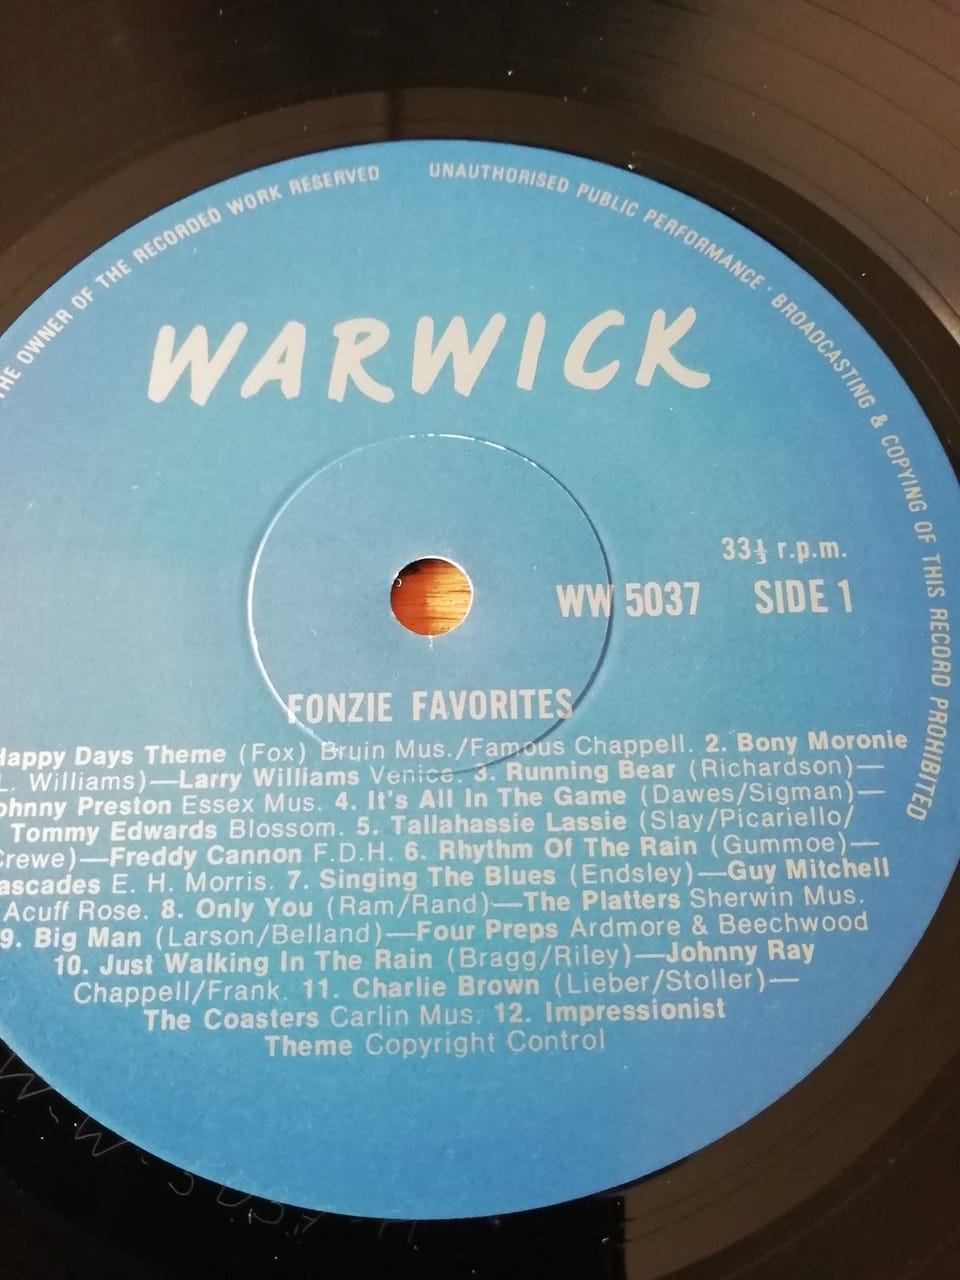 THE OWNER OF THE RECORDED WORK RESERVED
UNAUTHORISED PUBLIC PERFORMANCE · BROADCASTING & COPYING OF THIS RECORD PROHIBITED
WARWICK
33⅓ r.p.m.
WW 5037 SIDE 1
FONZIE FAVORITES
Happy Days Theme (Fox) Bruin Mus./Famous Chappell. 2. Bony Moronie
L. Williams)—Larry Williams Venice. 3. Running Bear (Richardson)—
ohnny Preston Essex Mus. 4. It's All In The Game (Dawes/Sigman)—
Tommy Edwards Blossom. 5. Tallahassie Lassie (Slay/Picariello/
Crewe)—Freddy Cannon F.D.H. 6. Rhythm Of The Rain (Gummoe)—
ascades E. H. Morris. 7. Singing The Blues (Endsley)—Guy Mitchell
Acuff Rose. 8. Only You (Ram/Rand)—The Platters Sherwin Mus.
9. Big Man (Larson/Belland)—Four Preps Ardmore & Beechwood
10. Just Walking In The Rain (Bragg/Riley)—Johnny Ray
Chappell/Frank. 11. Charlie Brown (Lieber/Stoller)—
The Coasters Carlin Mus. 12. Impressionist
Theme Copyright Control